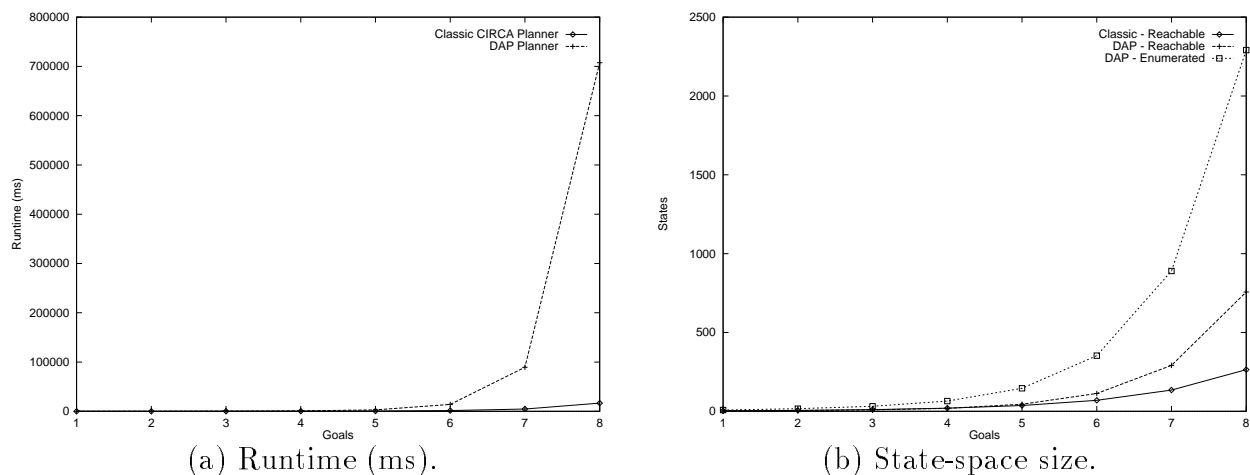 800000
700000
600000
500000
400000
300000
200000
100000
0
Runtime (ms)
Classic CIRCA Planner
DAP Planner
1 2 3 4 5 6 7 8
Goals
(a) Runtime (ms).
2500
2000
1500
1000
500
0
States
Classic - Reachable
DAP - Reachable
DAP - Enumerated
1 2 3 4 5 6 7 8
Goals
(b) State-space size.